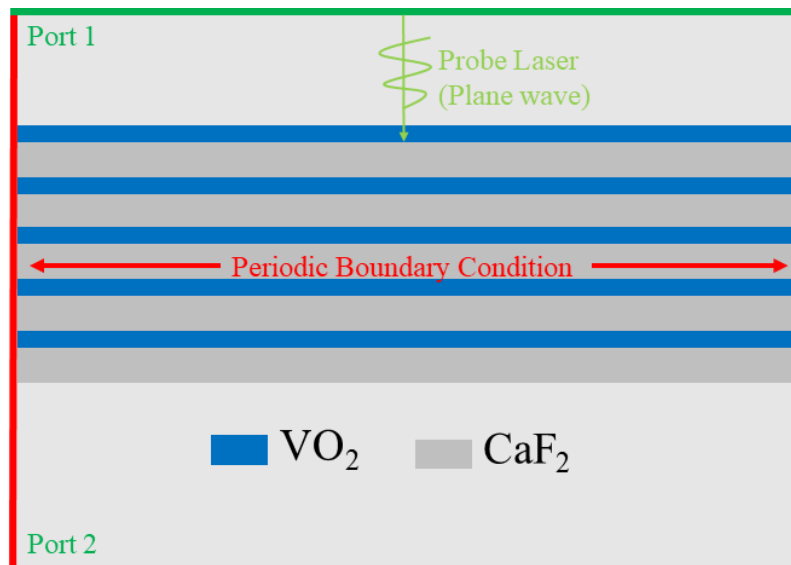 Port 1
Probe Laser
(Plane wave)
Periodic Boundary Condition
VO₂
CaF₂
Port 2